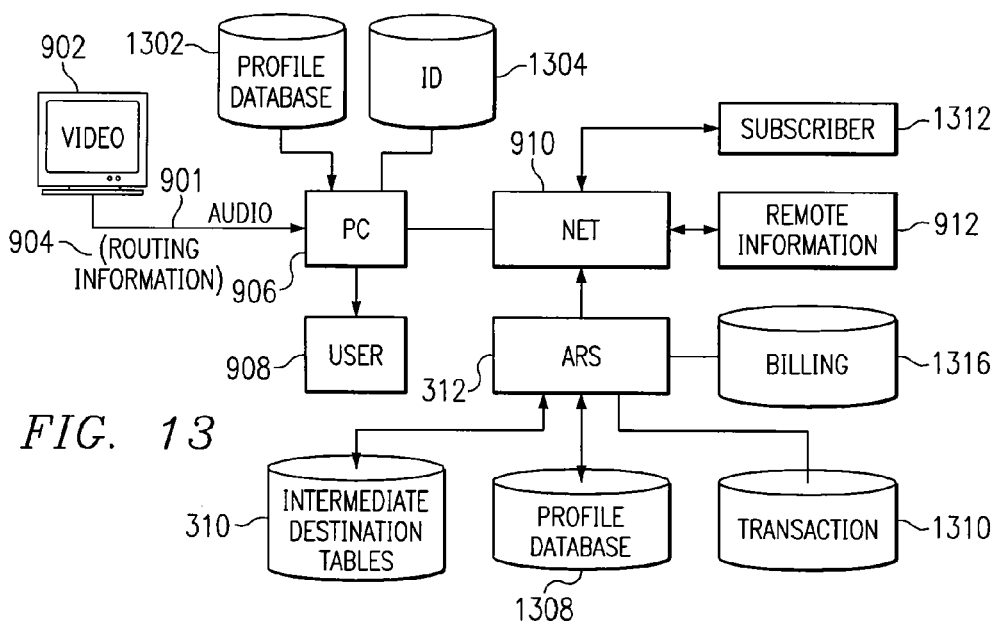 902
1302
PROFILE
DATABASE
ID
1304
VIDEO
910
SUBSCRIBER
1312
901
AUDIO
904
(ROUTING
INFORMATION)
PC
906
NET
REMOTE
INFORMATION
912
USER
908
ARS
312
BILLING
1316
FIG. 13
INTERMEDIATE
DESTINATION
TABLES
310
PROFILE
DATABASE
1308
TRANSACTION
1310